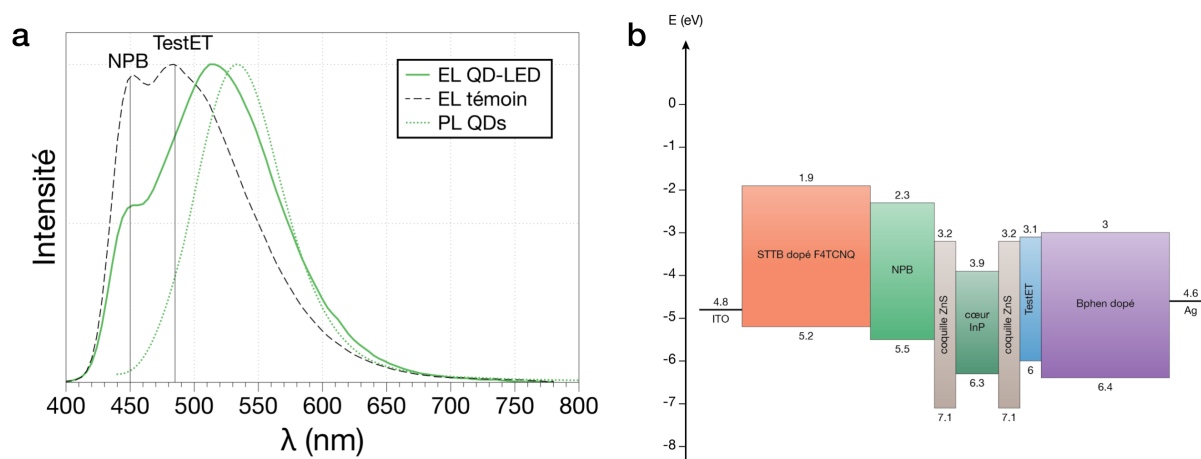 a
NPB
TestET
EL QD-LED
EL témoin
PL QDs
Intensité
400
450
500
550
600
650
700
750
800
λ (nm)
b
E (eV)
0
-1
-2
-3
-4
-5
-6
-7
-8
4.8
ITO
1.9
STTB dopé F4TCNQ
5.2
2.3
NPB
5.5
3.2
coquille ZnS
7.1
3.9
cœur
InP
6.3
3.2
coquille ZnS
7.1
3.1
TestET
6
3
Bphen dopé
6.4
4.6
Ag